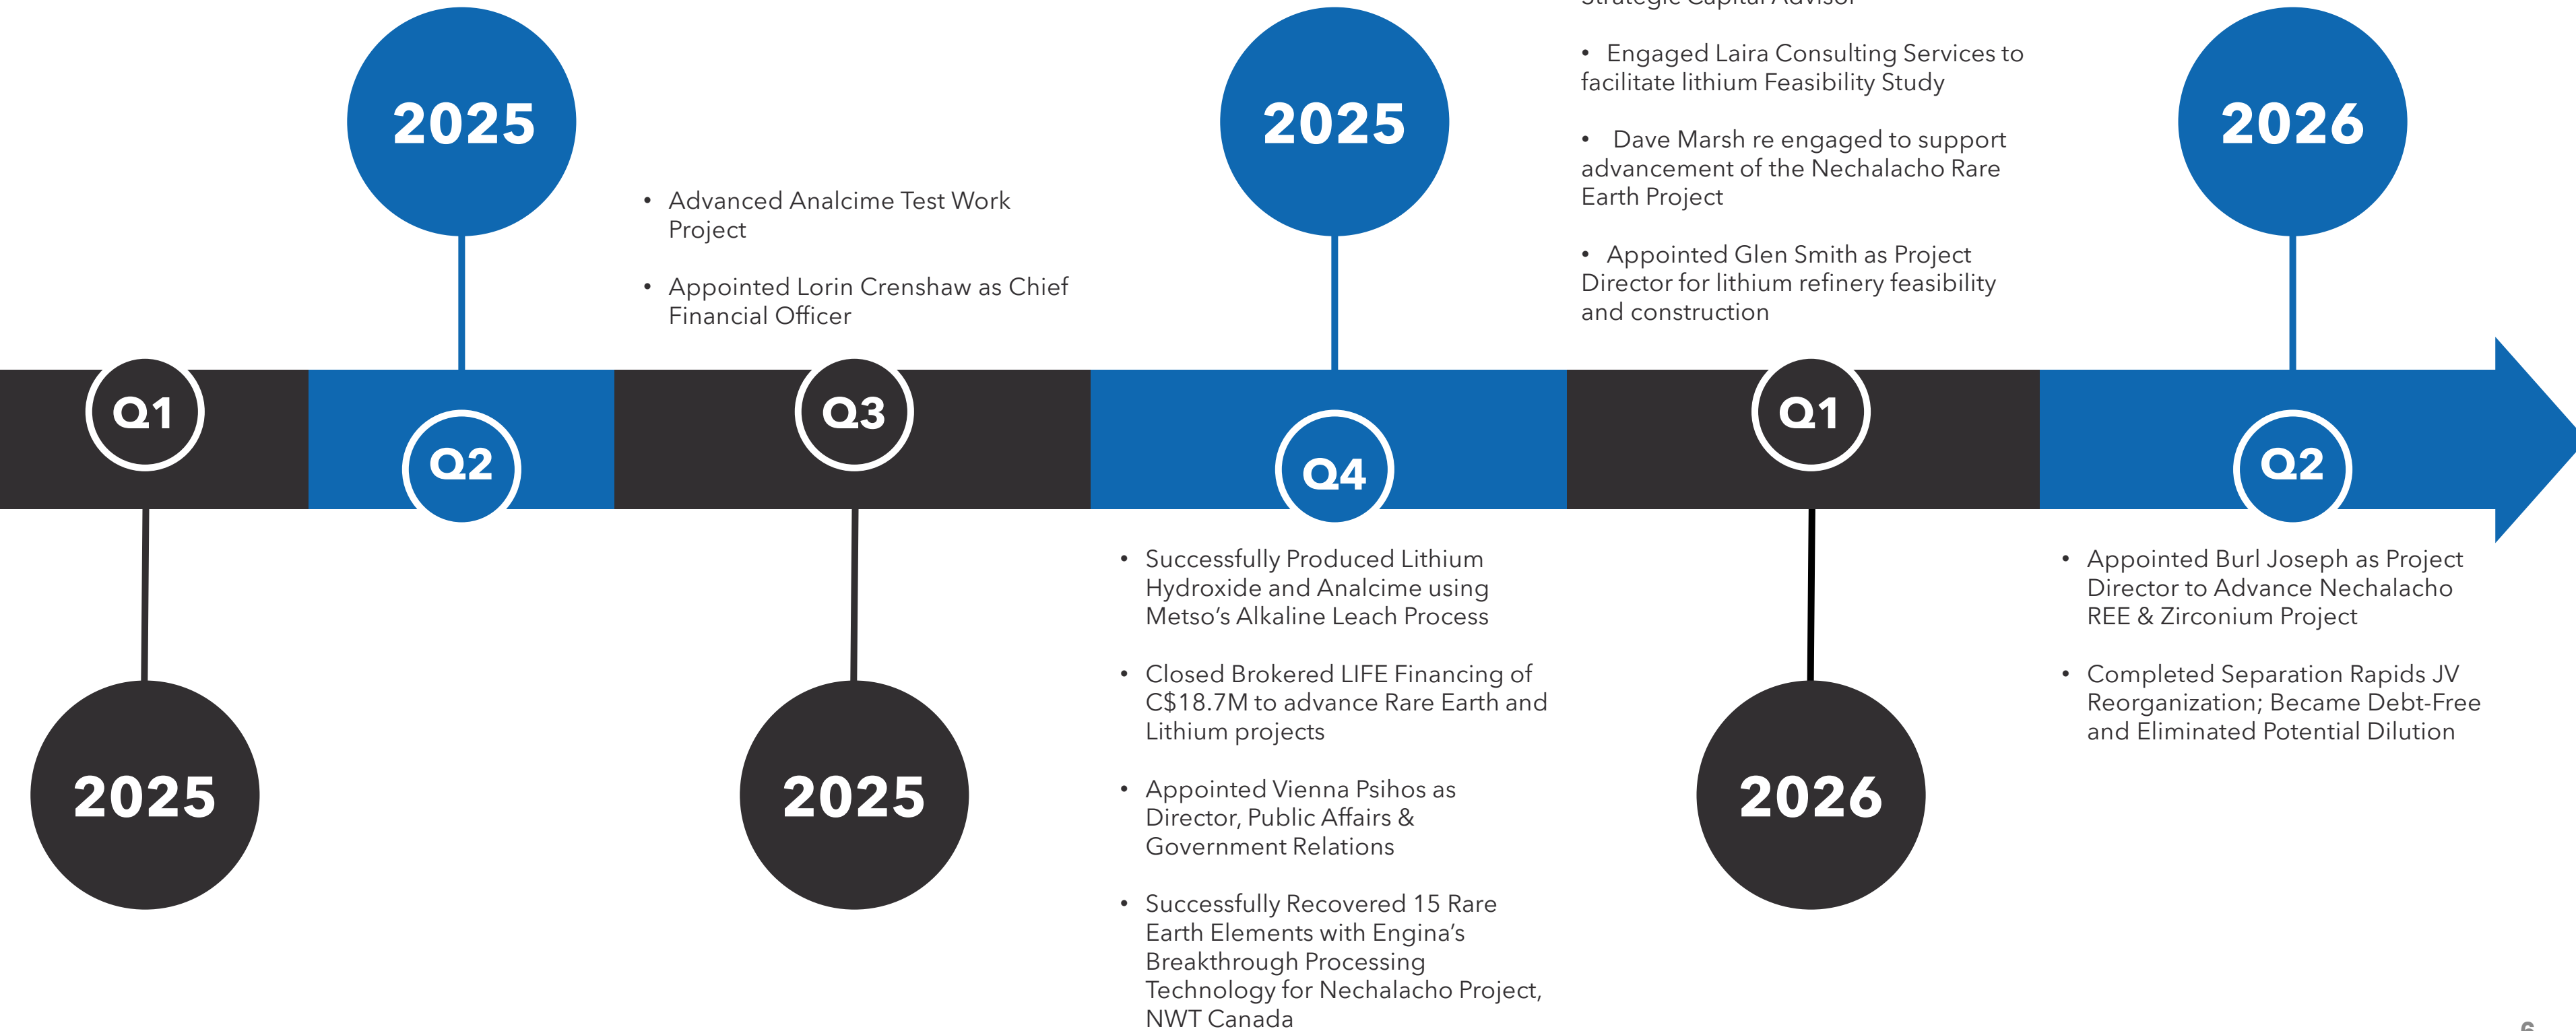 Strategic Capital Advisor
• Engaged Laira Consulting Services to
facilitate lithium Feasibility Study
• Dave Marsh re engaged to support
advancement of the Nechalacho Rare
Earth Project
• Appointed Glen Smith as Project
Director for lithium refinery feasibility
and construction
2025
2025
2026
• Advanced Analcime Test Work
Project
• Appointed Lorin Crenshaw as Chief
Financial Officer
Q1
Q2
Q3
Q4
Q1
Q2
• Successfully Produced Lithium
Hydroxide and Analcime using
Metso’s Alkaline Leach Process
• Closed Brokered LIFE Financing of
C$18.7M to advance Rare Earth and
Lithium projects
• Appointed Vienna Psihos as
Director, Public Affairs &
Government Relations
• Successfully Recovered 15 Rare
Earth Elements with Engina’s
Breakthrough Processing
Technology for Nechalacho Project,
NWT Canada
• Appointed Burl Joseph as Project
Director to Advance Nechalacho
REE & Zirconium Project
• Completed Separation Rapids JV
Reorganization; Became Debt-Free
and Eliminated Potential Dilution
2025
2025
2026
6